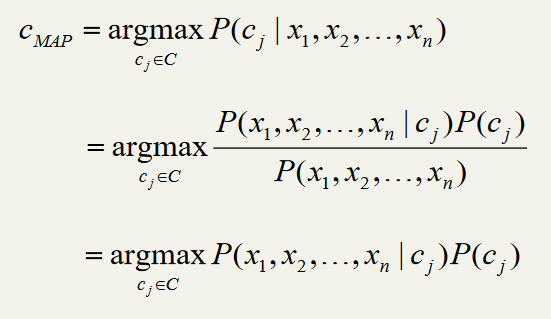 c_MAP = argmax_{c_j∈C} P(c_j | x_1, x_2, …, x_n)
= argmax_{c_j∈C} P(x_1, x_2, …, x_n | c_j)P(c_j) / P(x_1, x_2, …, x_n)
= argmax_{c_j∈C} P(x_1, x_2, …, x_n | c_j)P(c_j)